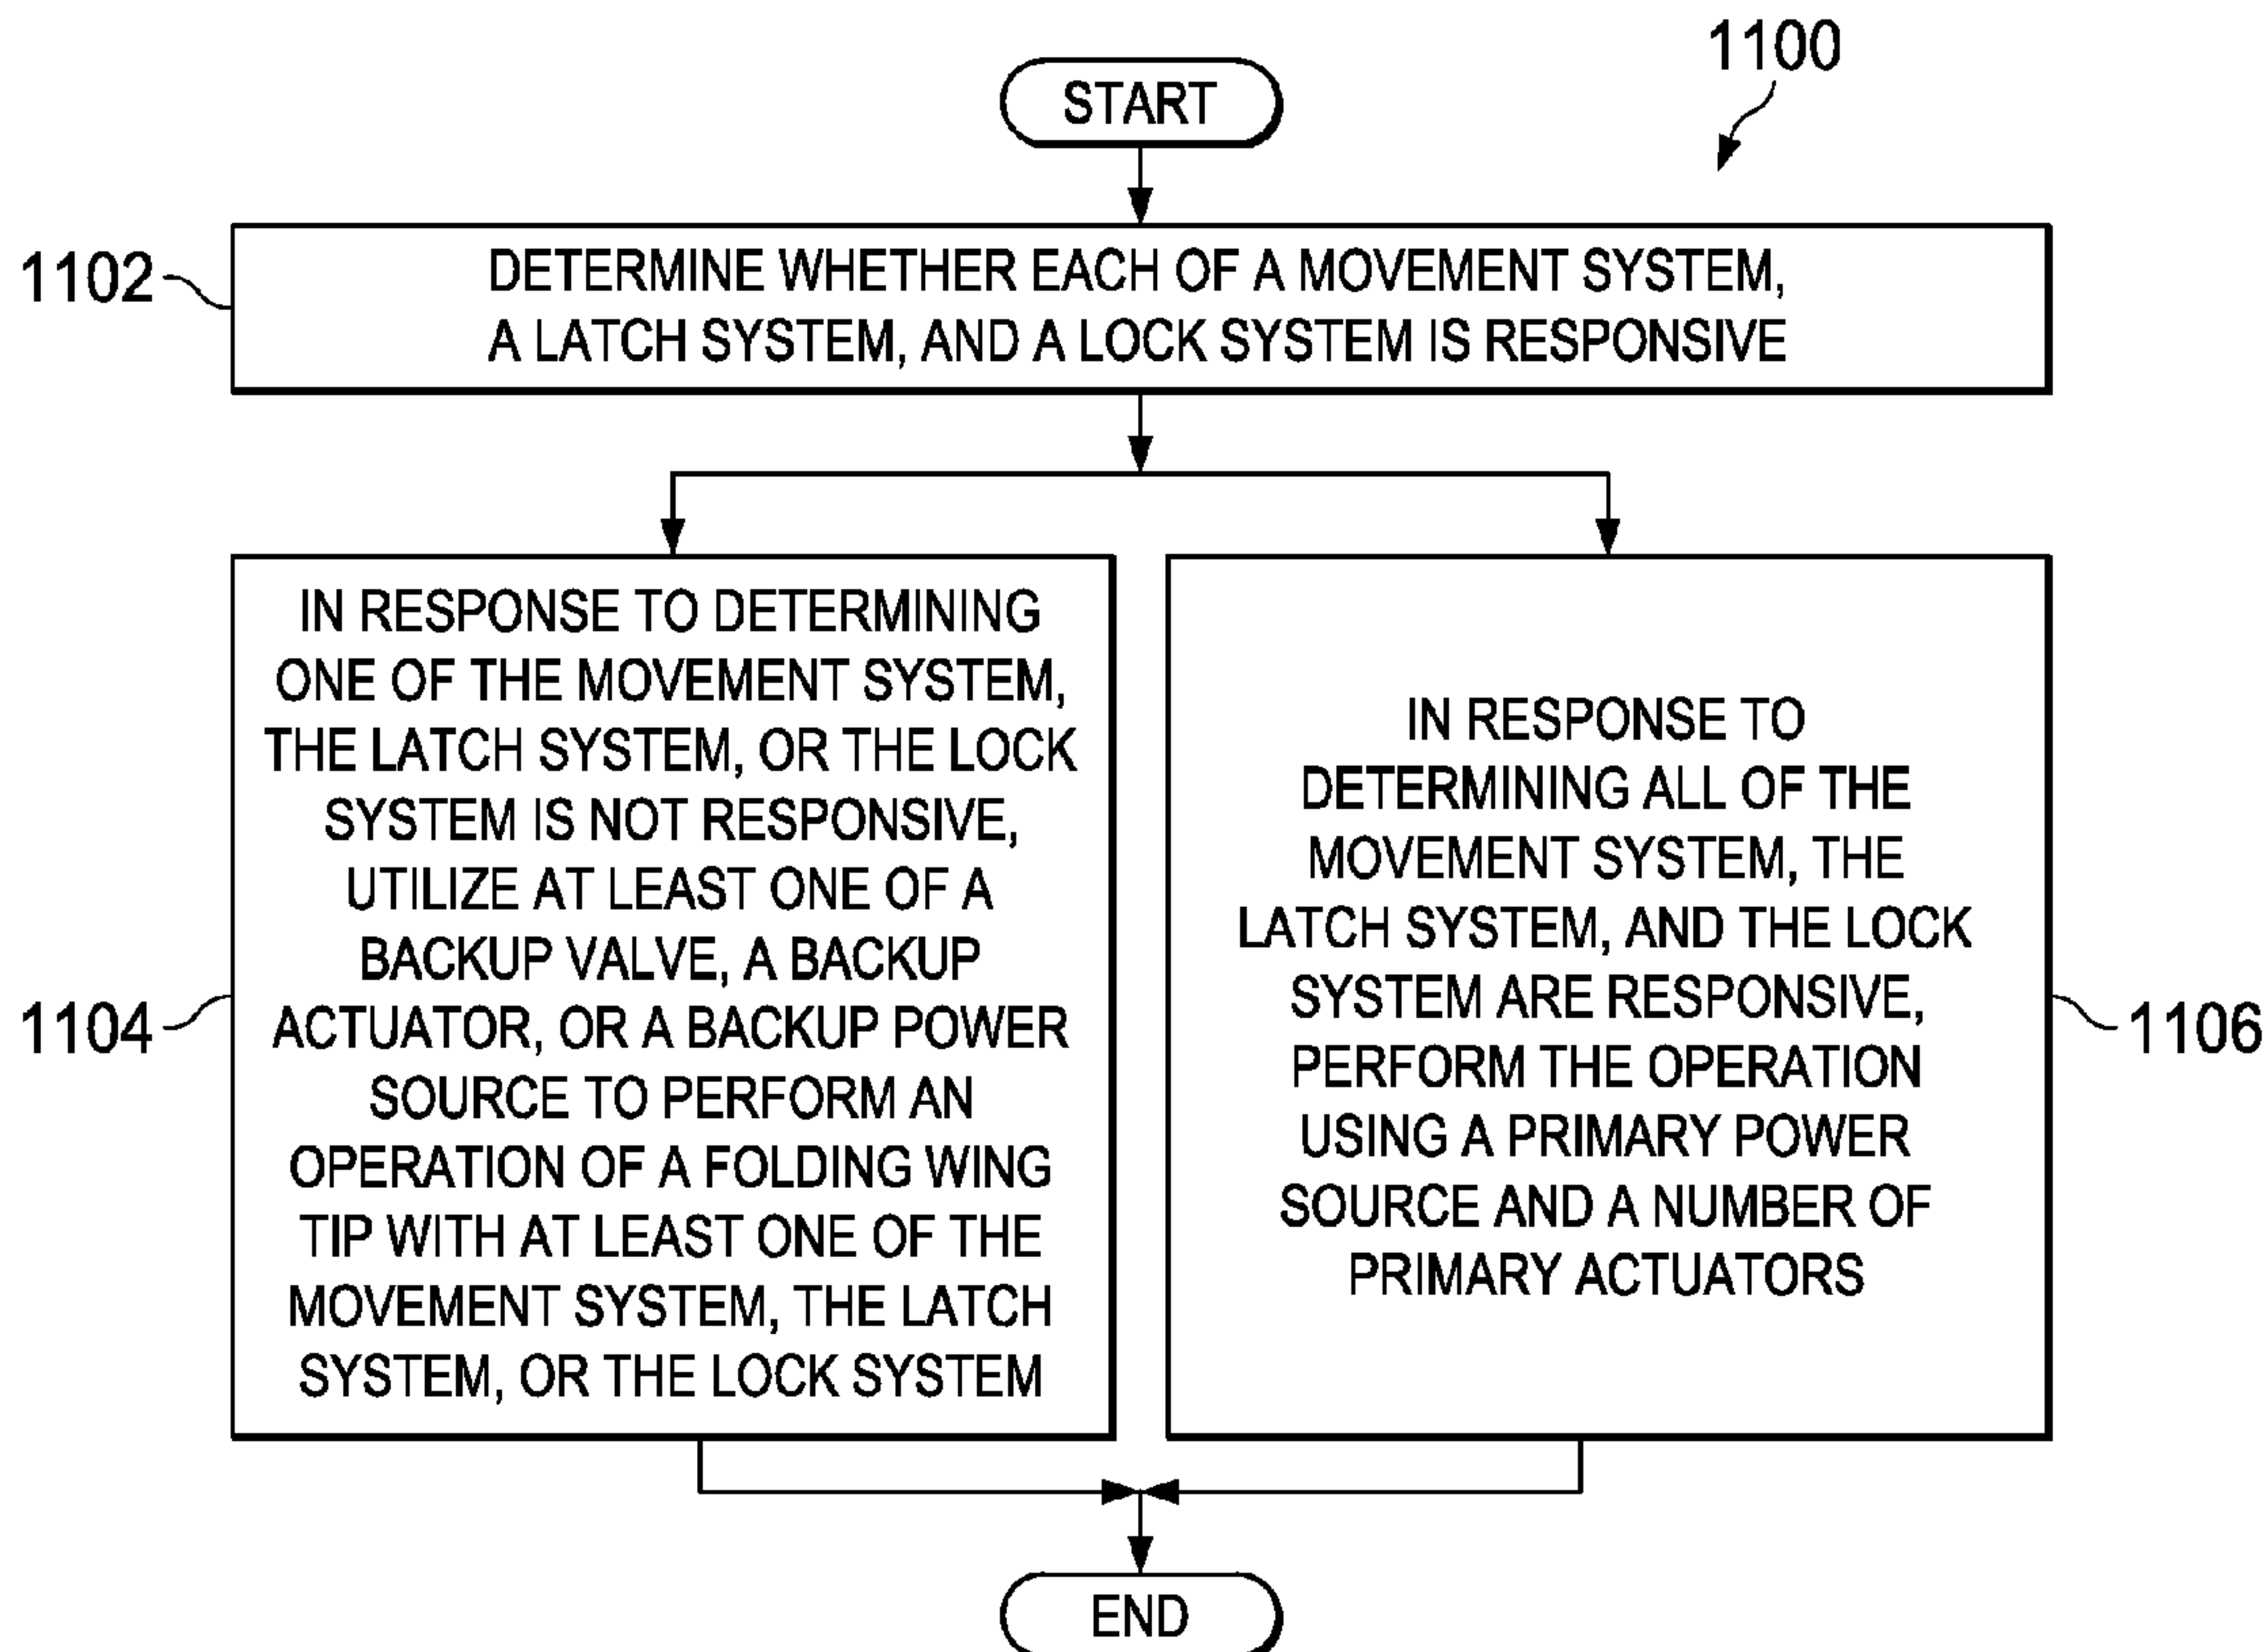 1100
START
1102
DETERMINE WHETHER EACH OF A MOVEMENT SYSTEM,
A LATCH SYSTEM, AND A LOCK SYSTEM IS RESPONSIVE
1104
IN RESPONSE TO DETERMINING
ONE OF THE MOVEMENT SYSTEM,
THE LATCH SYSTEM, OR THE LOCK
SYSTEM IS NOT RESPONSIVE,
UTILIZE AT LEAST ONE OF A
BACKUP VALVE, A BACKUP
ACTUATOR, OR A BACKUP POWER
SOURCE TO PERFORM AN
OPERATION OF A FOLDING WING
TIP WITH AT LEAST ONE OF THE
MOVEMENT SYSTEM, THE LATCH
SYSTEM, OR THE LOCK SYSTEM
IN RESPONSE TO
DETERMINING ALL OF THE
MOVEMENT SYSTEM, THE
LATCH SYSTEM, AND THE LOCK
SYSTEM ARE RESPONSIVE,
PERFORM THE OPERATION
USING A PRIMARY POWER
SOURCE AND A NUMBER OF
PRIMARY ACTUATORS
1106
END